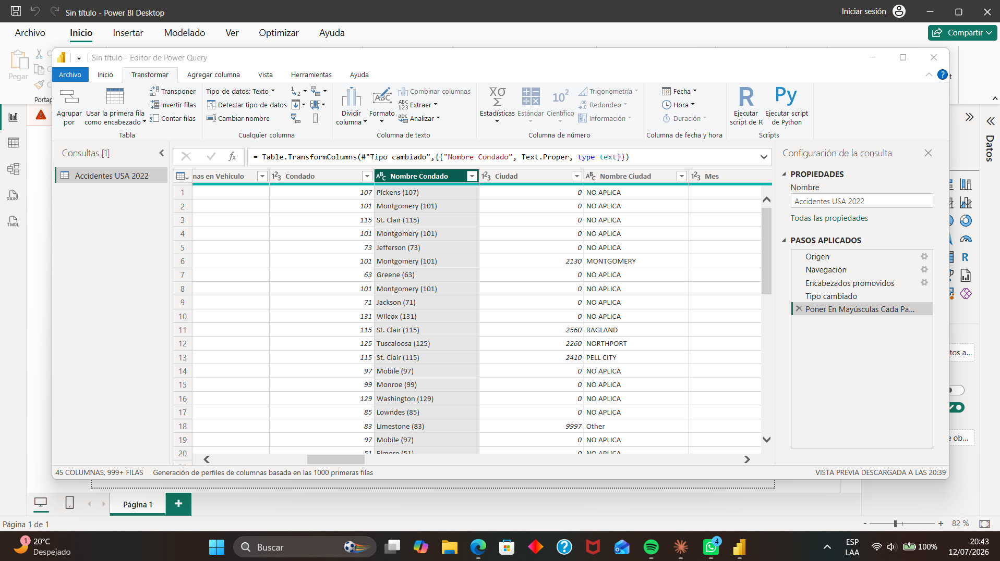 Sin título - Power BI Desktop
Iniciar sesión
Archivo Inicio Insertar Modelado Ver Optimizar Ayuda
Compartir
Pegar
Portap
Sin título - Editor de Power Query
Archivo Inicio Transformar Agregar columna Vista Herramientas Ayuda
Agrupar por
Usar la primera fila como encabezado
Transponer
Invertir filas
Contar filas
Tabla
Tipo de datos: Texto
Detectar tipo de datos
Cambiar nombre
Cualquier columna
Dividir columna
Formato
Combinar columnas
Extraer
Analizar
Columna de texto
Estadísticas
Estándar
Científico
Trigonometría
Redondeo
Información
Columna de número
Fecha
Hora
Duración
Columna de fecha y hora
Ejecutar script de R
Ejecutar script de Python
Scripts
Consultas [1]
Accidentes USA 2022
= Table.TransformColumns(#"Tipo cambiado",{{"Nombre Condado", Text.Proper, type text}})
nas en Vehiculo Condado Nombre Condado Ciudad Nombre Ciudad Mes
1 107 Pickens (107) 0 NO APLICA
2 101 Montgomery (101) 0 NO APLICA
3 115 St. Clair (115) 0 NO APLICA
4 101 Montgomery (101) 0 NO APLICA
5 73 Jefferson (73) 0 NO APLICA
6 101 Montgomery (101) 2130 MONTGOMERY
7 63 Greene (63) 0 NO APLICA
8 101 Montgomery (101) 0 NO APLICA
9 71 Jackson (71) 0 NO APLICA
10 131 Wilcox (131) 0 NO APLICA
11 115 St. Clair (115) 2560 RAGLAND
12 125 Tuscaloosa (125) 2260 NORTHPORT
13 115 St. Clair (115) 2410 PELL CITY
14 97 Mobile (97) 0 NO APLICA
15 99 Monroe (99) 0 NO APLICA
16 129 Washington (129) 0 NO APLICA
17 85 Lowndes (85) 0 NO APLICA
18 83 Limestone (83) 9997 Other
19 97 Mobile (97) 0 NO APLICA
20 51 Elmore (51) 0 NO APLICA
Configuración de la consulta
PROPIEDADES
Nombre
Accidentes USA 2022
Todas las propiedades
PASOS APLICADOS
Origen
Navegación
Encabezados promovidos
Tipo cambiado
Poner En Mayúsculas Cada Pa...
Datos
tos a...
e ob...
45 COLUMNAS, 999+ FILAS Generación de perfiles de columnas basada en las 1000 primeras filas
VISTA PREVIA DESCARGADA A LAS 20:39
Página 1
Página 1 de 1
82 %
1 20°C
Despejado
Buscar
4
ESP
LAA
100%
20:43
12/07/2026